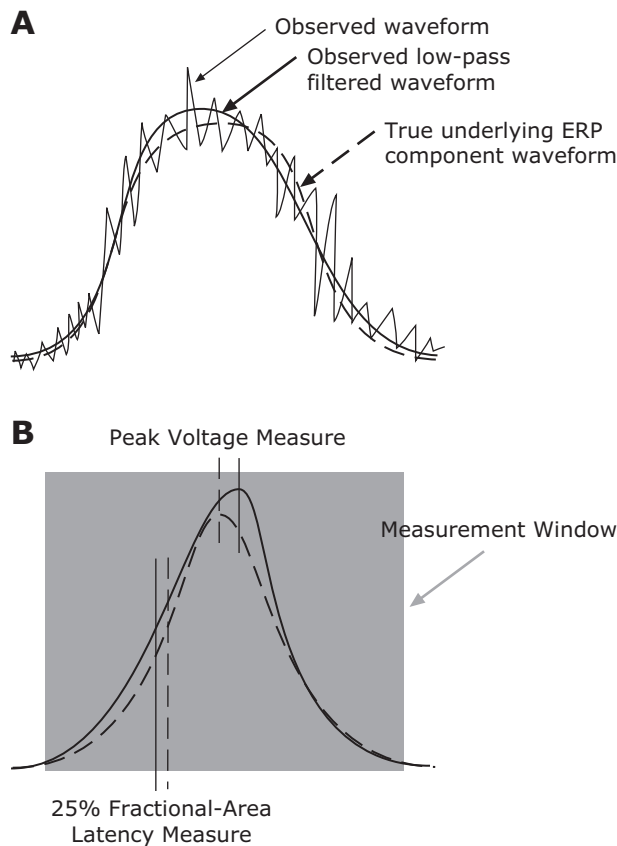 A
Observed waveform
Observed low-pass
filtered waveform
True underlying ERP
component waveform
B
Peak Voltage Measure
Measurement Window
25% Fractional-Area
Latency Measure